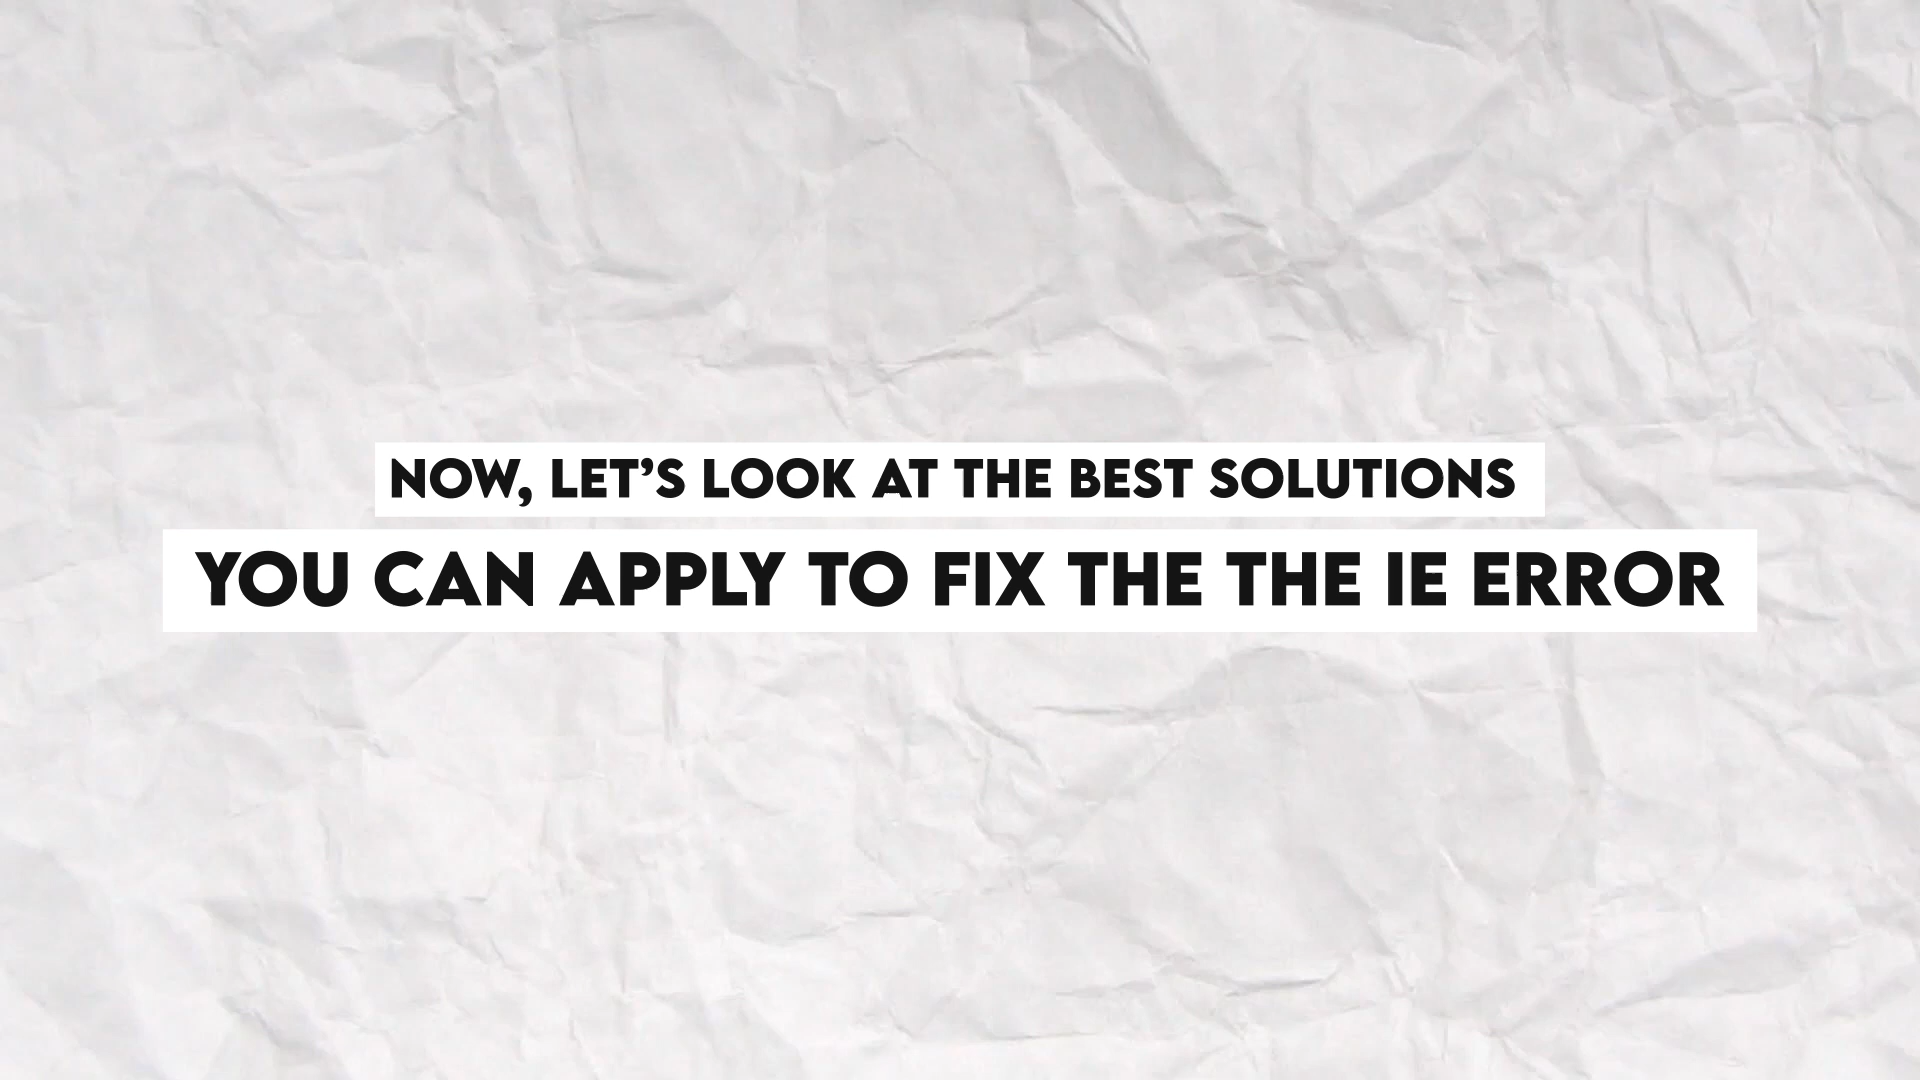 NOW, LET’S LOOK AT THE BEST SOLUTIONS
YOU CAN APPLY TO FIX THE THE IE ERROR